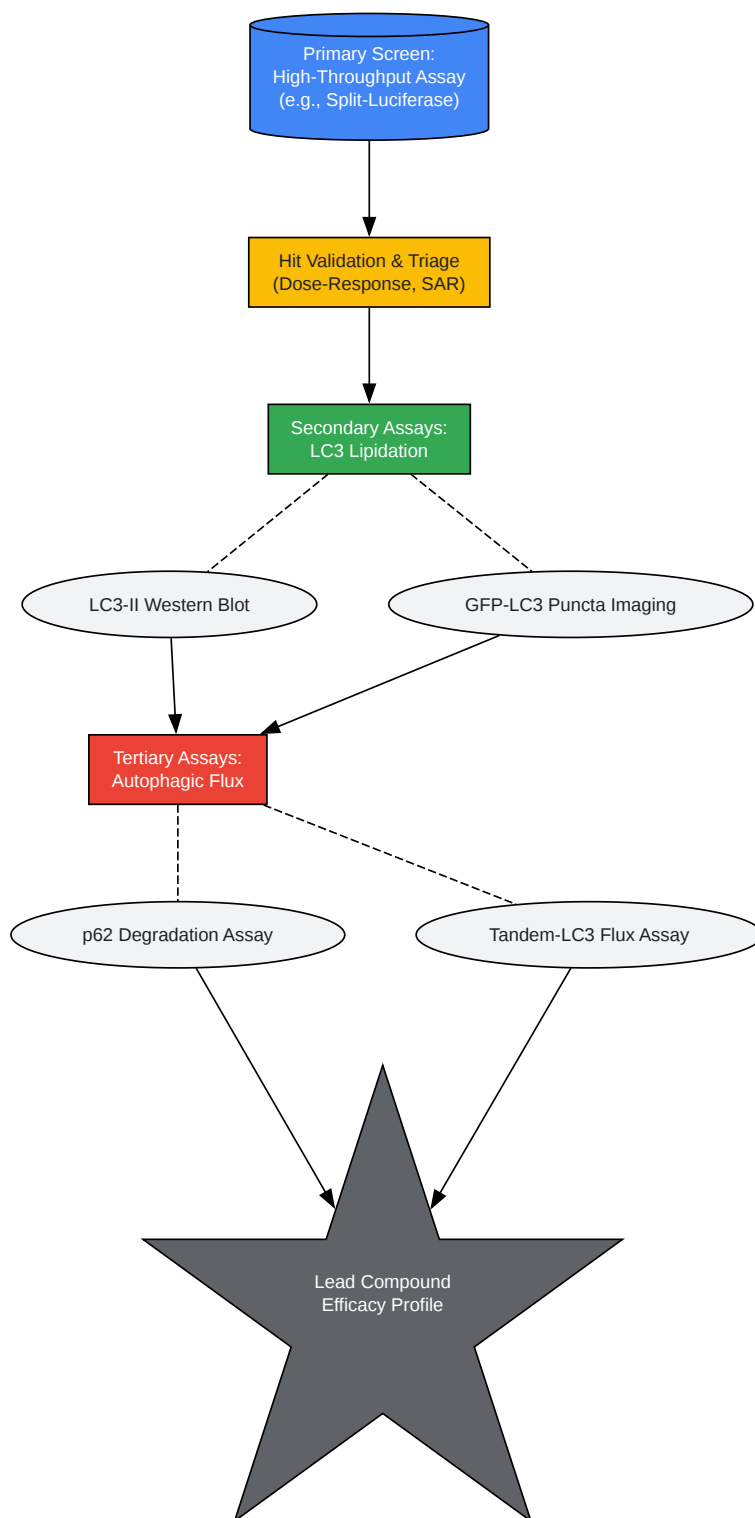 Primary Screen:
High-Throughput Assay
(e.g., Split-Luciferase)
Hit Validation & Triage
(Dose-Response, SAR)
Secondary Assays:
LC3 Lipidation
LC3-II Western Blot
GFP-LC3 Puncta Imaging
Tertiary Assays:
Autophagic Flux
p62 Degradation Assay
Tandem-LC3 Flux Assay
Lead Compound
Efficacy Profile